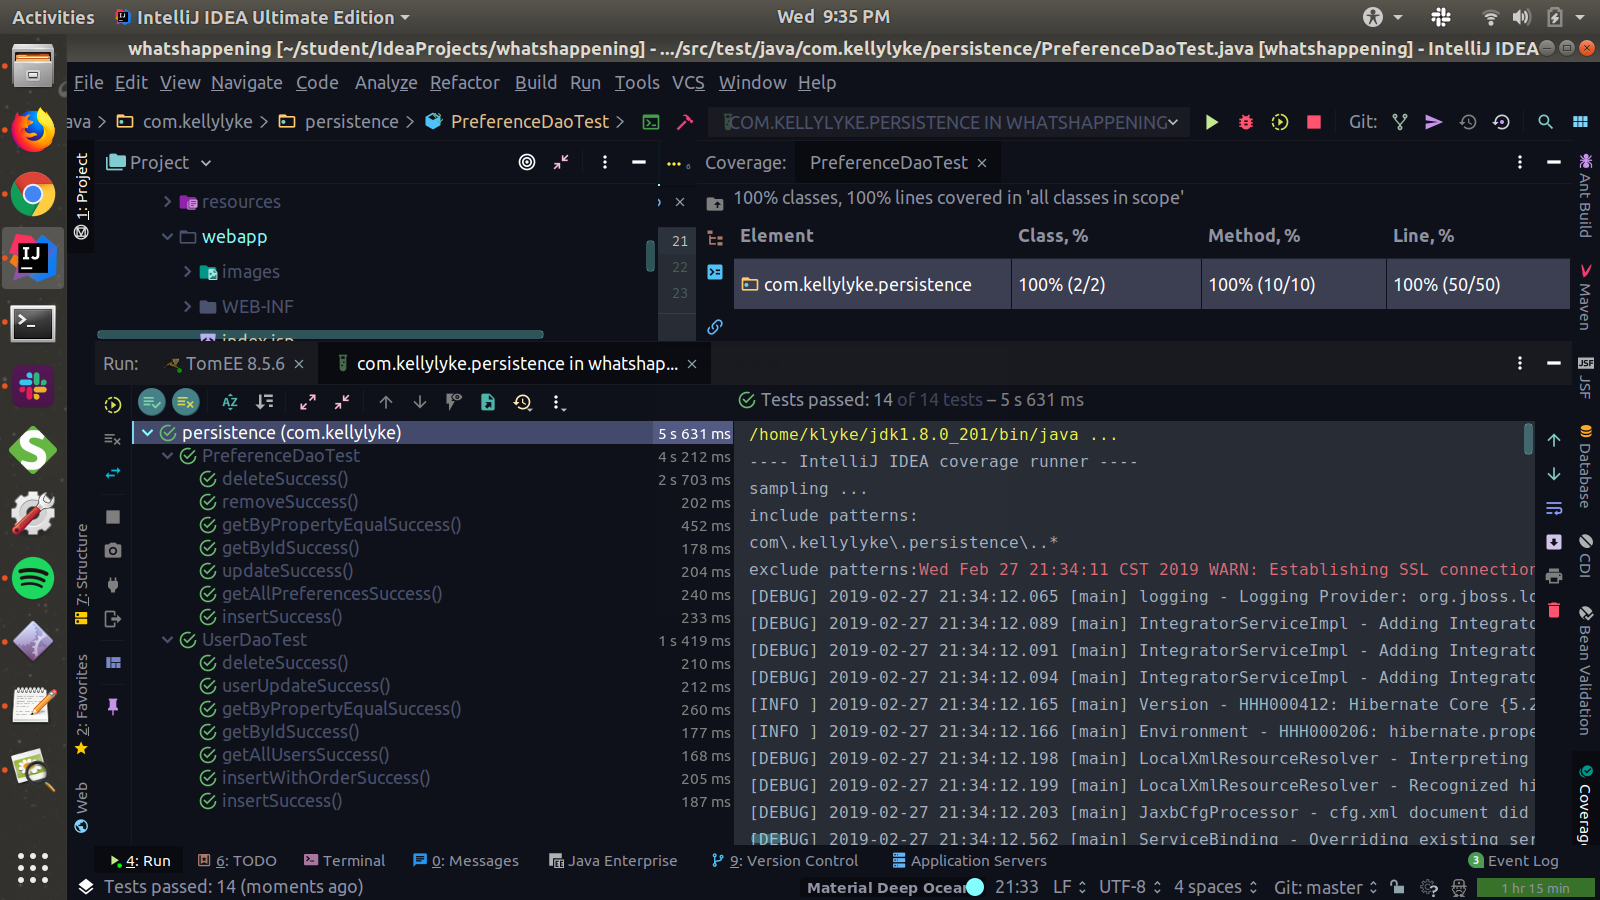 Activities
IntelliJ IDEA Ultimate Edition
Wed 9:35 PM
whatshappening [~/student/IdeaProjects/whatshappening] - .../src/test/java/com.kellylyke/persistence/PreferenceDaoTest.java [whatshappening] - IntelliJ IDEA
File Edit View Navigate Code Analyze Refactor Build Run Tools VCS Window Help
ava > com.kellylyke > persistence > PreferenceDaoTest >
COM.KELLYLYKE.PERSISTENCE IN WHATSHAPPENING
Git:
1: Project
Project
resources
webapp
images
WEB-INF
index.jsp
21
22
23
Coverage: PreferenceDaoTest ×
100% classes, 100% lines covered in 'all classes in scope'
Element Class, % Method, % Line, %
com.kellylyke.persistence 100% (2/2) 100% (10/10) 100% (50/50)
Ant Build
Maven
JSF
Database
CDI
Bean Validation
Coverag
Run: TomEE 8.5.6 × com.kellylyke.persistence in whatshap... ×
Tests passed: 14 of 14 tests – 5 s 631 ms
persistence (com.kellylyke) 5 s 631 ms
PreferenceDaoTest 4 s 212 ms
deleteSuccess() 2 s 703 ms
removeSuccess() 202 ms
getByPropertyEqualSuccess() 452 ms
getByIdSuccess() 178 ms
updateSuccess() 204 ms
getAllPreferencesSuccess() 240 ms
insertSuccess() 233 ms
UserDaoTest 1 s 419 ms
deleteSuccess() 210 ms
userUpdateSuccess() 212 ms
getByPropertyEqualSuccess() 260 ms
getByIdSuccess() 177 ms
getAllUsersSuccess() 168 ms
insertWithOrderSuccess() 205 ms
insertSuccess() 187 ms
/home/klyke/jdk1.8.0_201/bin/java ...
---- IntelliJ IDEA coverage runner ----
sampling ...
include patterns:
com\.kellylyke\.persistence\..*
exclude patterns:Wed Feb 27 21:34:11 CST 2019 WARN: Establishing SSL connection
[DEBUG] 2019-02-27 21:34:12.065 [main] logging - Logging Provider: org.jboss.lo
[DEBUG] 2019-02-27 21:34:12.089 [main] IntegratorServiceImpl - Adding Integrato
[DEBUG] 2019-02-27 21:34:12.091 [main] IntegratorServiceImpl - Adding Integrato
[DEBUG] 2019-02-27 21:34:12.094 [main] IntegratorServiceImpl - Adding Integrato
[INFO ] 2019-02-27 21:34:12.165 [main] Version - HHH000412: Hibernate Core {5.2
[INFO ] 2019-02-27 21:34:12.166 [main] Environment - HHH000206: hibernate.prope
[DEBUG] 2019-02-27 21:34:12.198 [main] LocalXmlResourceResolver - Interpreting
[DEBUG] 2019-02-27 21:34:12.199 [main] LocalXmlResourceResolver - Recognized hi
[DEBUG] 2019-02-27 21:34:12.203 [main] JaxbCfgProcessor - cfg.xml document did
[DEBUG] 2019-02-27 21:34:12.562 [main] ServiceBinding - Overriding existing ser
7: Structure
2: Favorites
Web
4: Run 6: TODO Terminal 0: Messages Java Enterprise 9: Version Control Application Servers 3 Event Log
Tests passed: 14 (moments ago)
Material Deep Ocean 21:33 LF UTF-8 4 spaces Git: master 1 hr 15 min